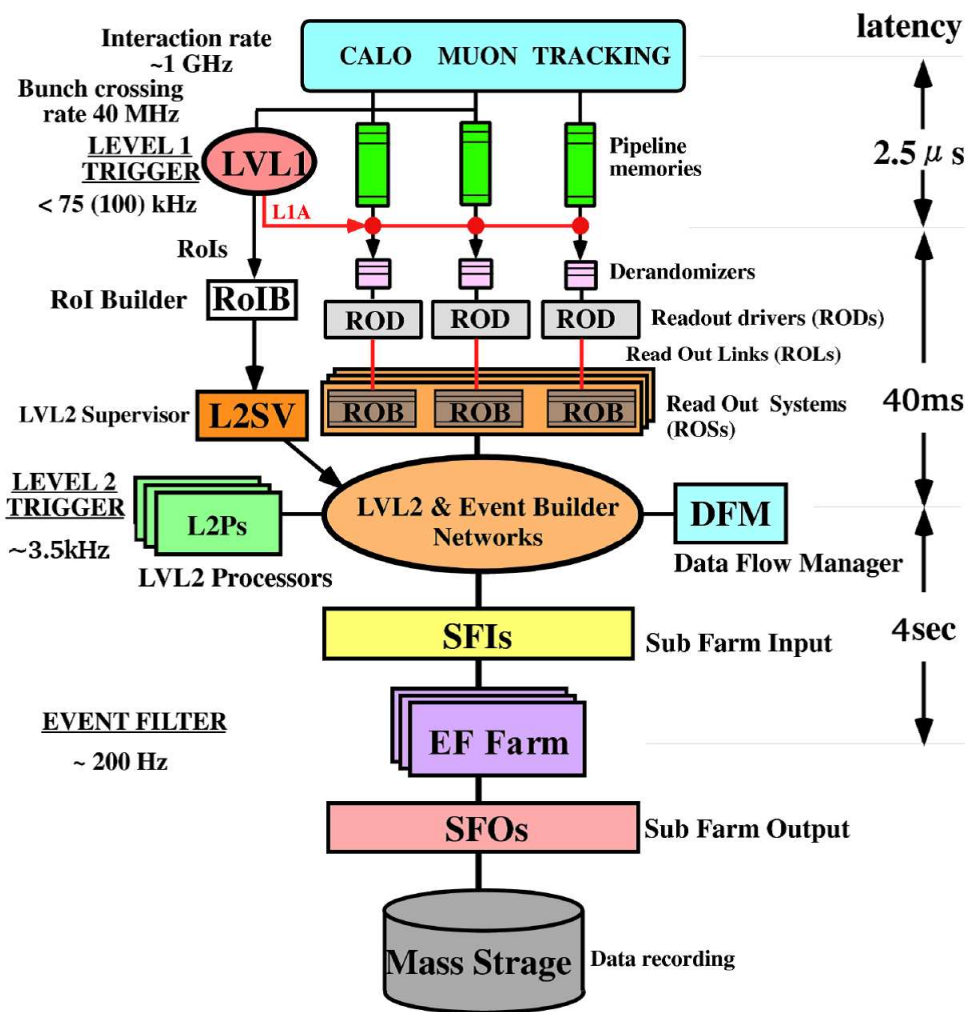 latency
Interaction rate
~1 GHz
CALO MUON TRACKING
Bunch crossing
rate 40 MHz
LEVEL 1
TRIGGER
LVL1
Pipeline
memories
2.5 μ s
< 75 (100) kHz
L1A
RoIs
Derandomizers
RoI Builder
RoIB
ROD
ROD
ROD
Readout drivers (RODs)
Read Out Links (ROLs)
LVL2 Supervisor
L2SV
ROB
ROB
ROB
Read Out Systems
(ROSs)
40ms
LEVEL 2
TRIGGER
~3.5kHz
L2Ps
LVL2 Processors
LVL2 & Event Builder
Networks
DFM
Data Flow Manager
SFIs
Sub Farm Input
4sec
EVENT FILTER
~ 200 Hz
EF Farm
SFOs
Sub Farm Output
Mass Strage
Data recording